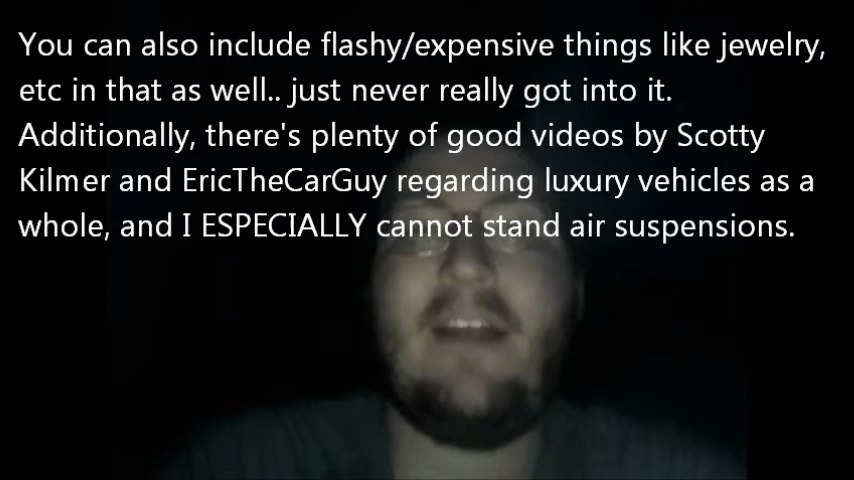 You can also include flashy/expensive things like jewelry,
etc in that as well.. just never really got into it.
Additionally, there's plenty of good videos by Scotty
Kilmer and EricTheCarGuy regarding luxury vehicles as a
whole, and I ESPECIALLY cannot stand air suspensions.